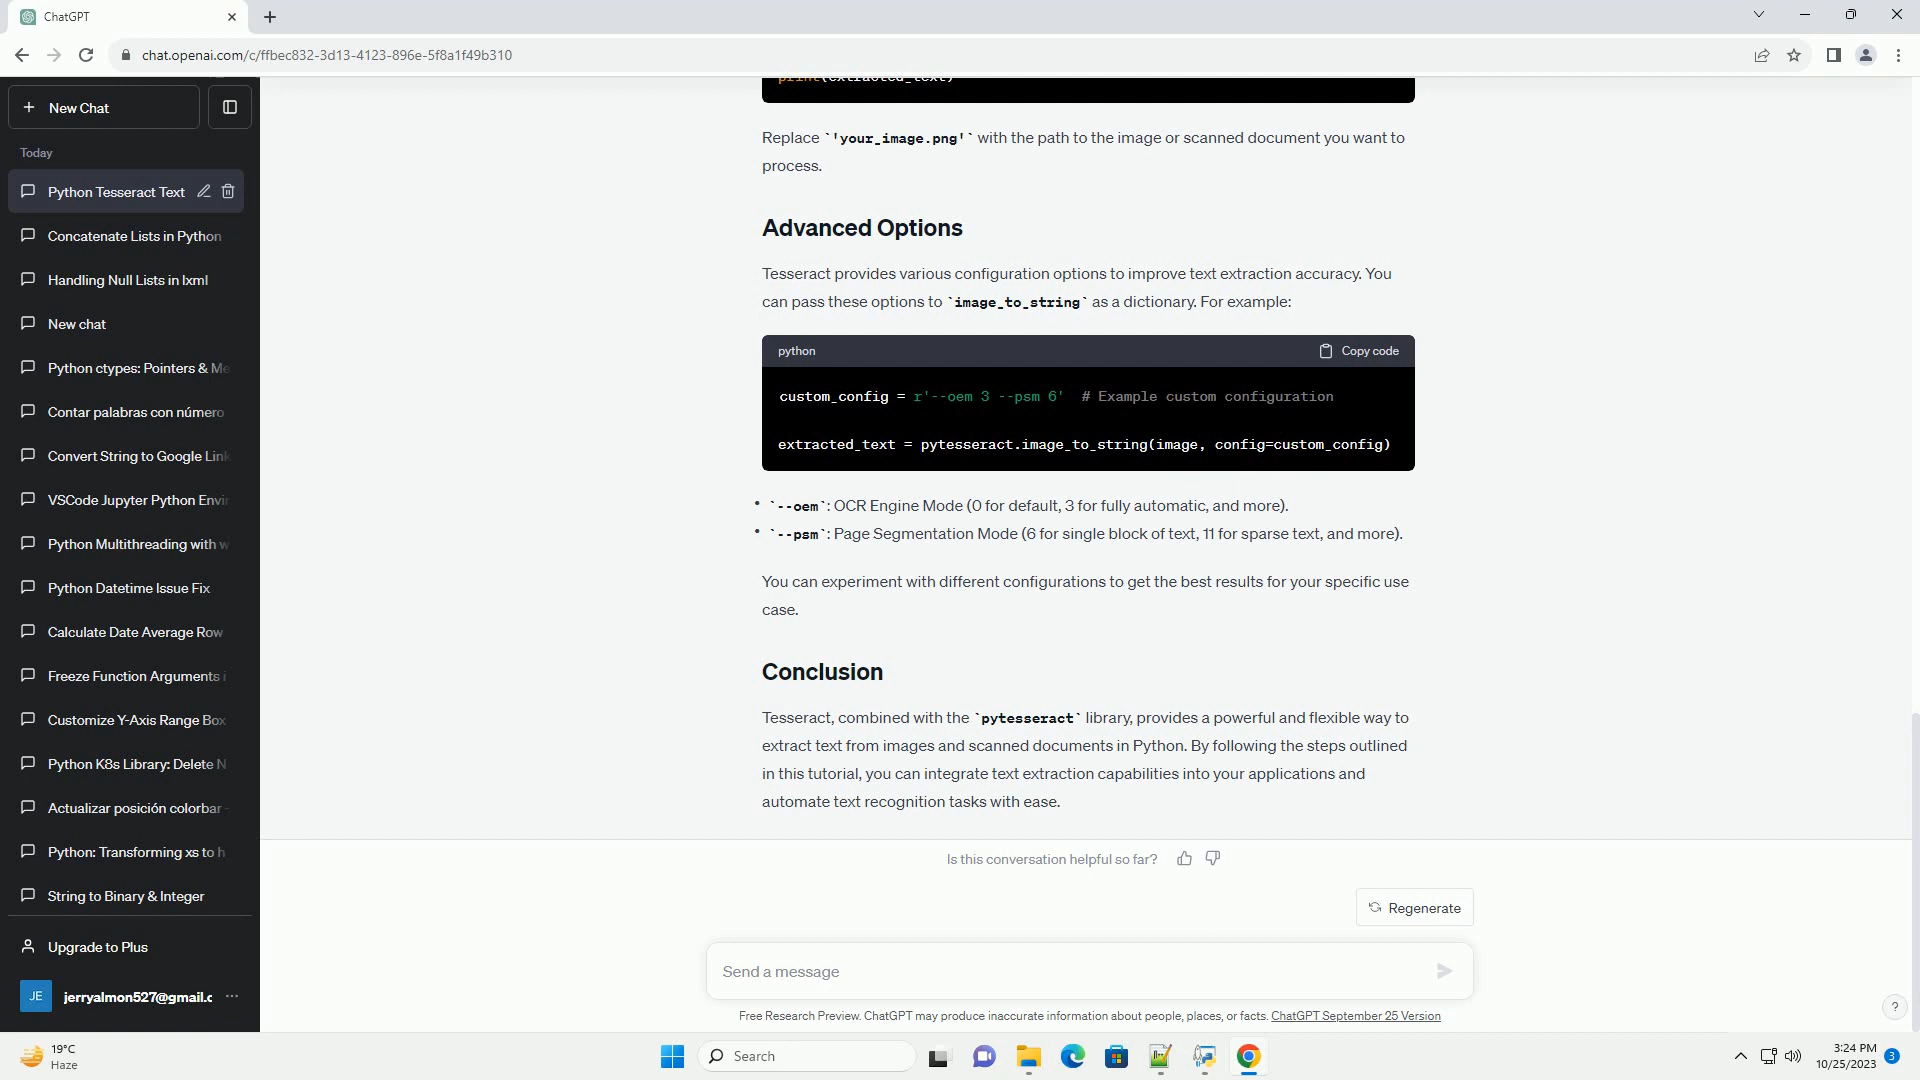 ChatGPT
chat.openai.com/c/ffbec832-3d13-4123-896e-5f8a1f49b310
New Chat
Today
Python Tesseract Text
Concatenate Lists in Python
Handling Null Lists in lxml
New chat
Python ctypes: Pointers & Me
Contar palabras con número
Convert String to Google Link
VSCode Jupyter Python Envir
Python Multithreading with w
Python Datetime Issue Fix
Calculate Date Average Row
Freeze Function Arguments i
Customize Y-Axis Range Box
Python K8s Library: Delete N
Actualizar posición colorbar -
Python: Transforming xs to h
String to Binary & Integer
Upgrade to Plus
JE
jerryalmon527@gmail.c
print(extracted_text)
Replace `'your_image.png'` with the path to the image or scanned document you want to
process.
Advanced Options
Tesseract provides various configuration options to improve text extraction accuracy. You
can pass these options to `image_to_string` as a dictionary. For example:
python
Copy code
custom_config = r'--oem 3 --psm 6'  # Example custom configuration
extracted_text = pytesseract.image_to_string(image, config=custom_config)
• `--oem`: OCR Engine Mode (0 for default, 3 for fully automatic, and more).
• `--psm`: Page Segmentation Mode (6 for single block of text, 11 for sparse text, and more).
You can experiment with different configurations to get the best results for your specific use
case.
Conclusion
Tesseract, combined with the `pytesseract` library, provides a powerful and flexible way to
extract text from images and scanned documents in Python. By following the steps outlined
in this tutorial, you can integrate text extraction capabilities into your applications and
automate text recognition tasks with ease.
Is this conversation helpful so far?
Regenerate
Send a message
Free Research Preview. ChatGPT may produce inaccurate information about people, places, or facts. ChatGPT September 25 Version
?
19°C
Haze
Search
3:24 PM
10/25/2023
3